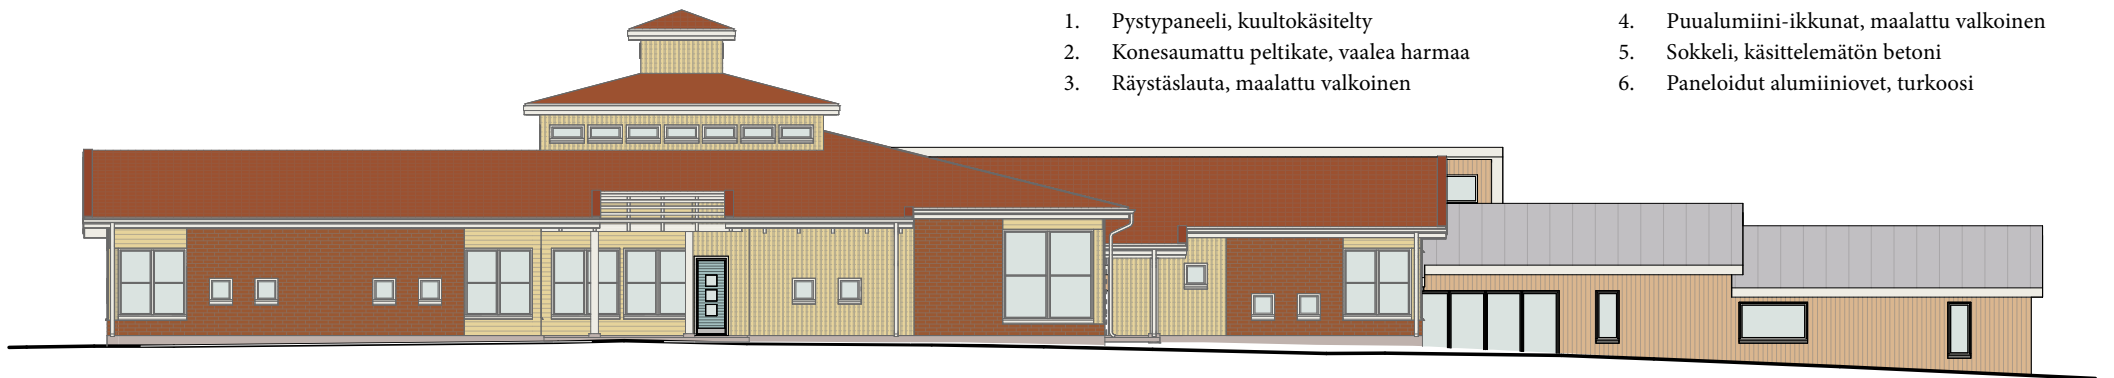 1. Pystypaneeli, kuultokäsitelty
2. Konesaumattu peltikate, vaalea harmaa
3. Räystäslauta, maalattu valkoinen
4. Puualumiini-ikkunat, maalattu valkoinen
5. Sokkeli, käsittelemätön betoni
6. Paneloidut alumiiniovet, turkoosi